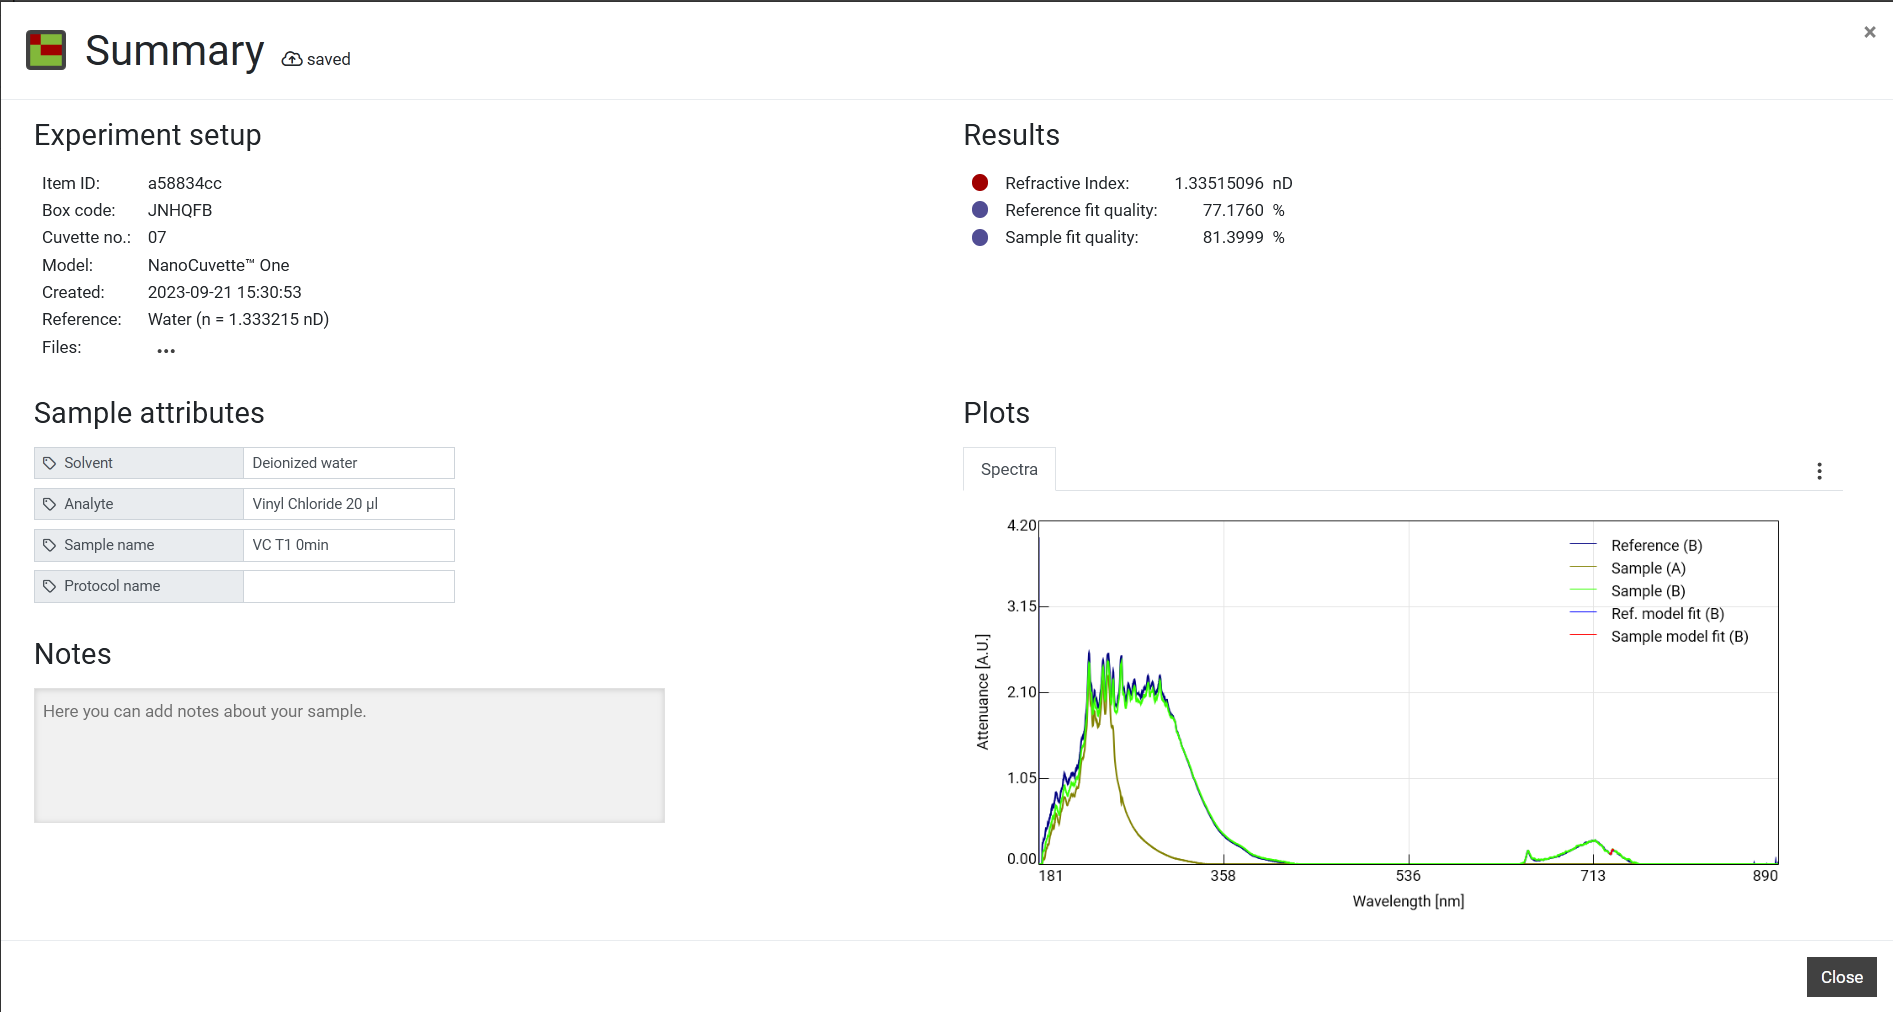 Summary saved
×
Experiment setup
Item ID: a58834cc
Box code: JNHQFB
Cuvette no.: 07
Model: NanoCuvette™ One
Created: 2023-09-21 15:30:53
Reference: Water (n = 1.333215 nD)
Files: •••
Results
Refractive Index: 1.33515096 nD
Reference fit quality: 77.1760 %
Sample fit quality: 81.3999 %
Sample attributes
Solvent Deionized water
Analyte Vinyl Chloride 20 µl
Sample name VC T1 0min
Protocol name
Notes
Here you can add notes about your sample.
Plots
Spectra
4.20
3.15
2.10
1.05
0.00
Attenuance [A.U.]
Reference (B)
Sample (A)
Sample (B)
Ref. model fit (B)
Sample model fit (B)
181 358 536 713 890
Wavelength [nm]
Close